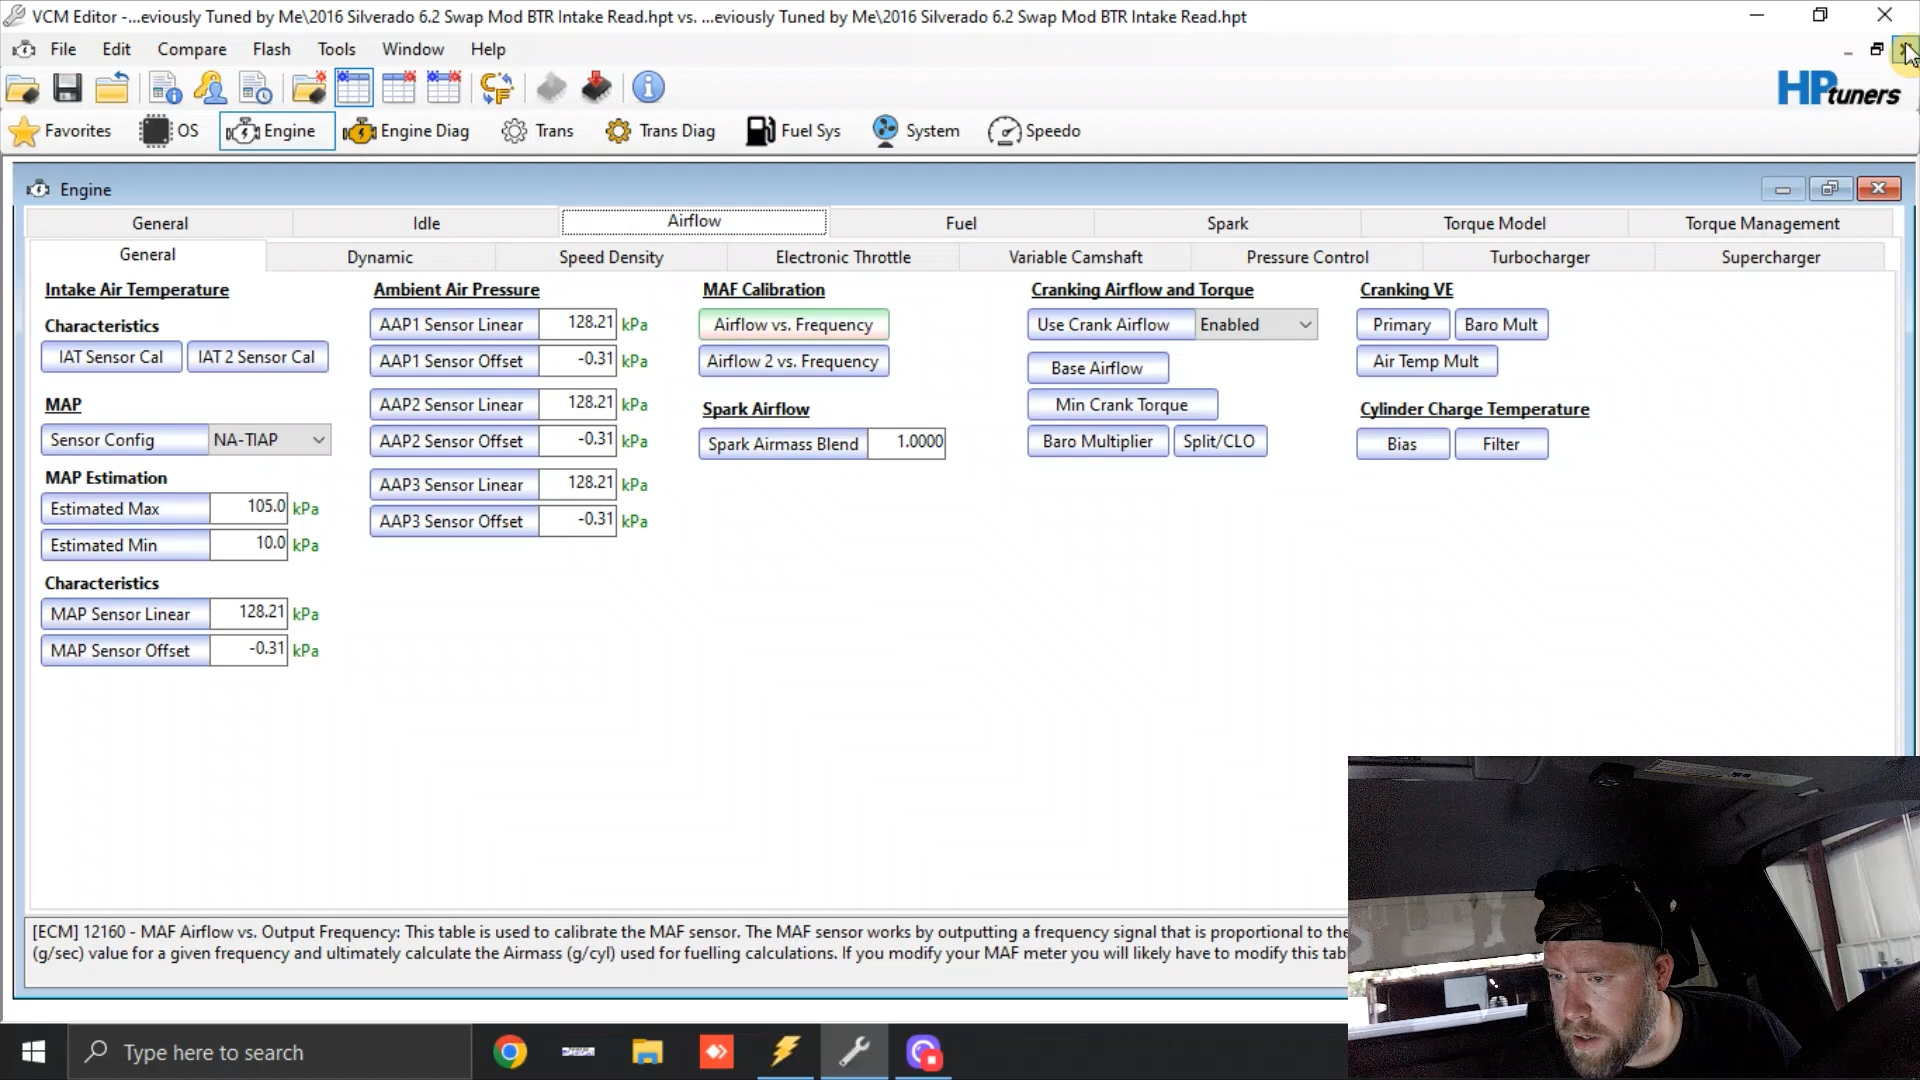 VCM Editor -...eviously Tuned by Me\2016 Silverado 6.2 Swap Mod BTR Intake Read.hpt vs. ...eviously Tuned by Me\2016 Silverado 6.2 Swap Mod BTR Intake Read.hpt
File Edit Compare Flash Tools Window Help
HPtuners
Favorites OS Engine Engine Diag Trans Trans Diag Fuel Sys System Speedo
Engine
General Idle Airflow Fuel Spark Torque Model Torque Management
General Dynamic Speed Density Electronic Throttle Variable Camshaft Pressure Control Turbocharger Supercharger
Intake Air Temperature
Characteristics
IAT Sensor Cal IAT 2 Sensor Cal
MAP
Sensor Config NA-TIAP
MAP Estimation
Estimated Max 105.0 kPa
Estimated Min 10.0 kPa
Characteristics
MAP Sensor Linear 128.21 kPa
MAP Sensor Offset -0.31 kPa
Ambient Air Pressure
AAP1 Sensor Linear 128.21 kPa
AAP1 Sensor Offset -0.31 kPa
AAP2 Sensor Linear 128.21 kPa
AAP2 Sensor Offset -0.31 kPa
AAP3 Sensor Linear 128.21 kPa
AAP3 Sensor Offset -0.31 kPa
MAF Calibration
Airflow vs. Frequency
Airflow 2 vs. Frequency
Spark Airflow
Spark Airmass Blend 1.0000
Cranking Airflow and Torque
Use Crank Airflow Enabled
Base Airflow
Min Crank Torque
Baro Multiplier Split/CLO
Cranking VE
Primary Baro Mult
Air Temp Mult
Cylinder Charge Temperature
Bias Filter
[ECM] 12160 - MAF Airflow vs. Output Frequency: This table is used to calibrate the MAF sensor. The MAF sensor works by outputting a frequency signal that is proportional to the
(g/sec) value for a given frequency and ultimately calculate the Airmass (g/cyl) used for fuelling calculations. If you modify your MAF meter you will likely have to modify this tab
Type here to search